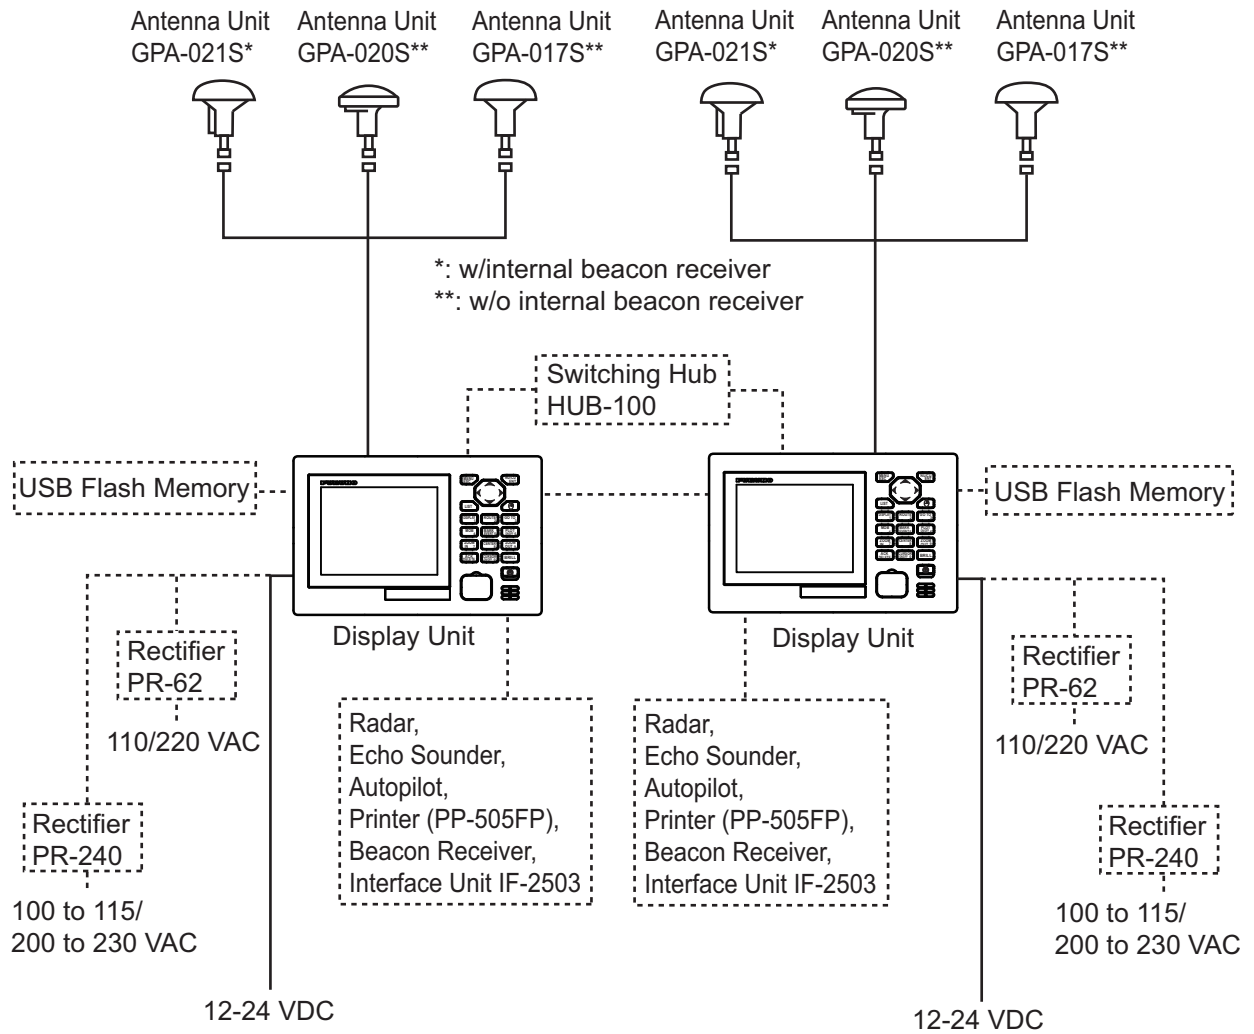 Antenna Unit
GPA-021S*
Antenna Unit
GPA-020S**
Antenna Unit
GPA-017S**
Antenna Unit
GPA-021S*
Antenna Unit
GPA-020S**
Antenna Unit
GPA-017S**
*: w/internal beacon receiver
**: w/o internal beacon receiver
Switching Hub
HUB-100
USB Flash Memory
USB Flash Memory
Display Unit
Display Unit
Rectifier
PR-62
110/220 VAC
Rectifier
PR-240
100 to 115/
200 to 230 VAC
12-24 VDC
Radar,
Echo Sounder,
Autopilot,
Printer (PP-505FP),
Beacon Receiver,
Interface Unit IF-2503
Radar,
Echo Sounder,
Autopilot,
Printer (PP-505FP),
Beacon Receiver,
Interface Unit IF-2503
Rectifier
PR-62
110/220 VAC
Rectifier
PR-240
100 to 115/
200 to 230 VAC
12-24 VDC